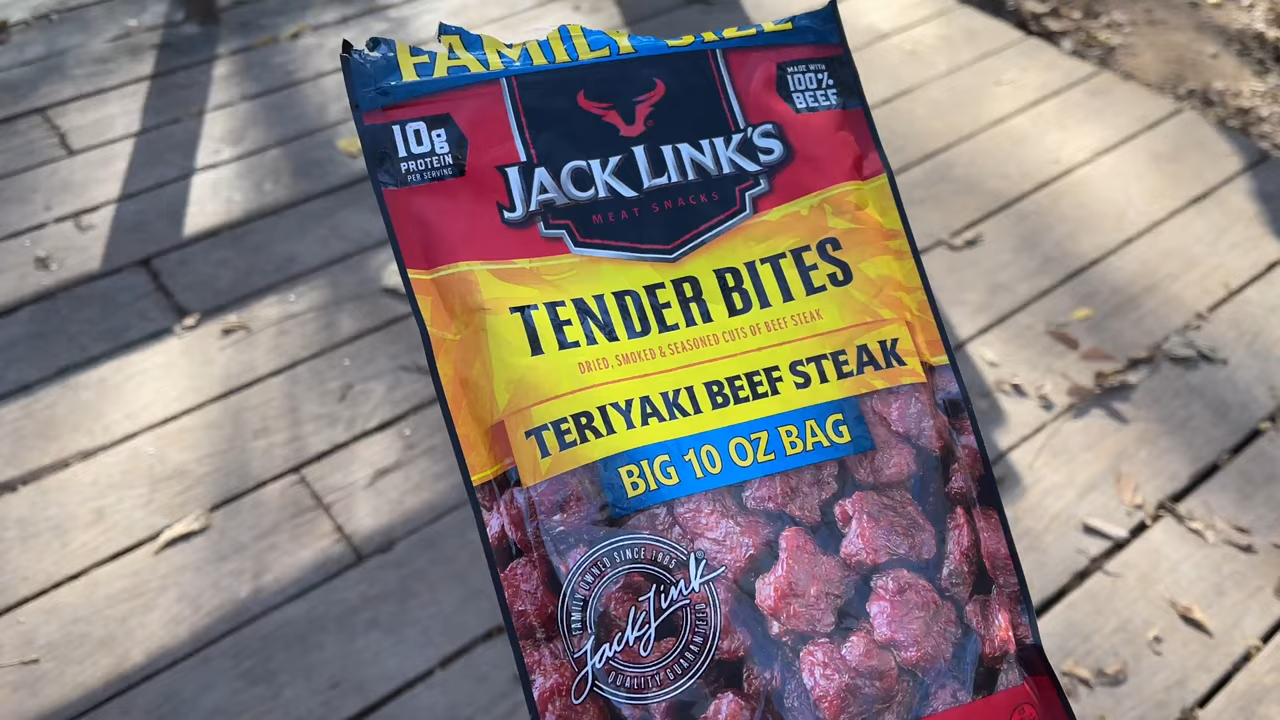 FAMILY SIZE
MADE WITH
100%
BEEF
10g
PROTEIN
PER SERVING
JACK LINK'S
MEAT SNACKS
TENDER BITES
DRIED, SMOKED & SEASONED CUTS OF BEEF STEAK
TERIYAKI BEEF STEAK
BIG 10 OZ BAG
FAMILY OWNED SINCE 1885
Jack Link ®
QUALITY GUARANTEED